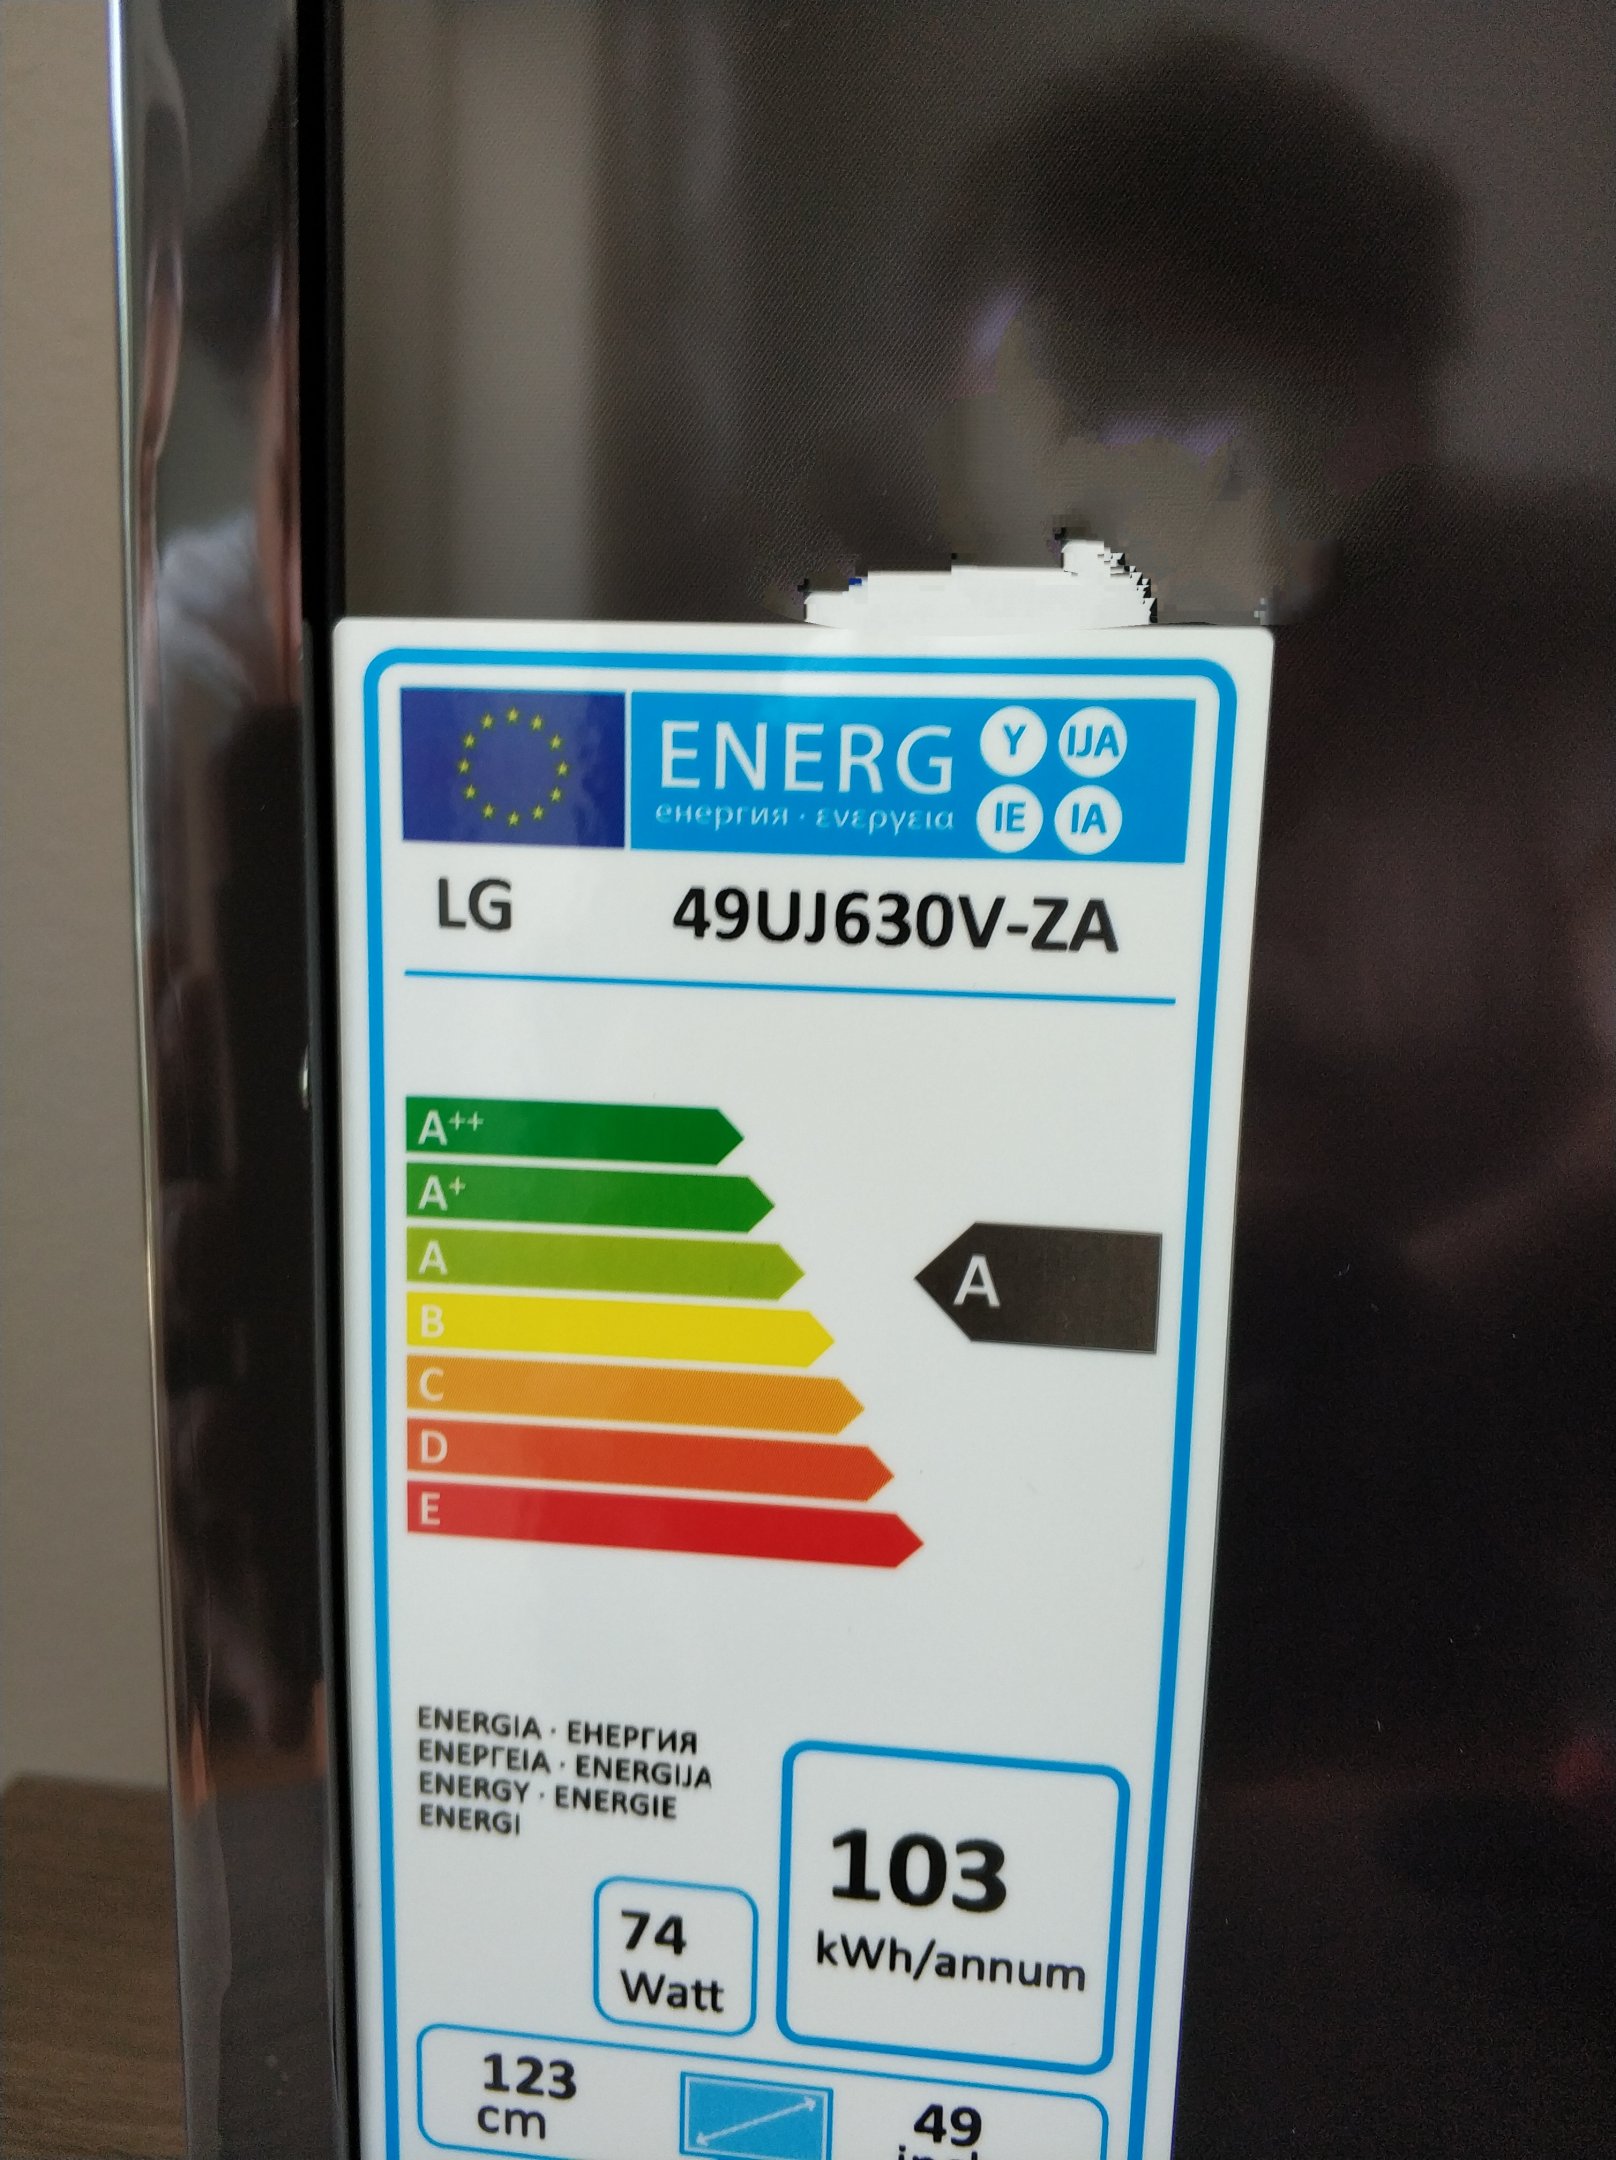 ENERG Y IJA
енергия · ενεργεια IE IA
LG 49UJ630V-ZA
A++
A+
A
A
B
C
D
E
ENERGIA · ЕНЕРГИЯ
ΕΝΕΡΓΕΙΑ · ENERGIJA
ENERGY · ENERGIE
ENERGI
103
kWh/annum
74
Watt
123
cm
49